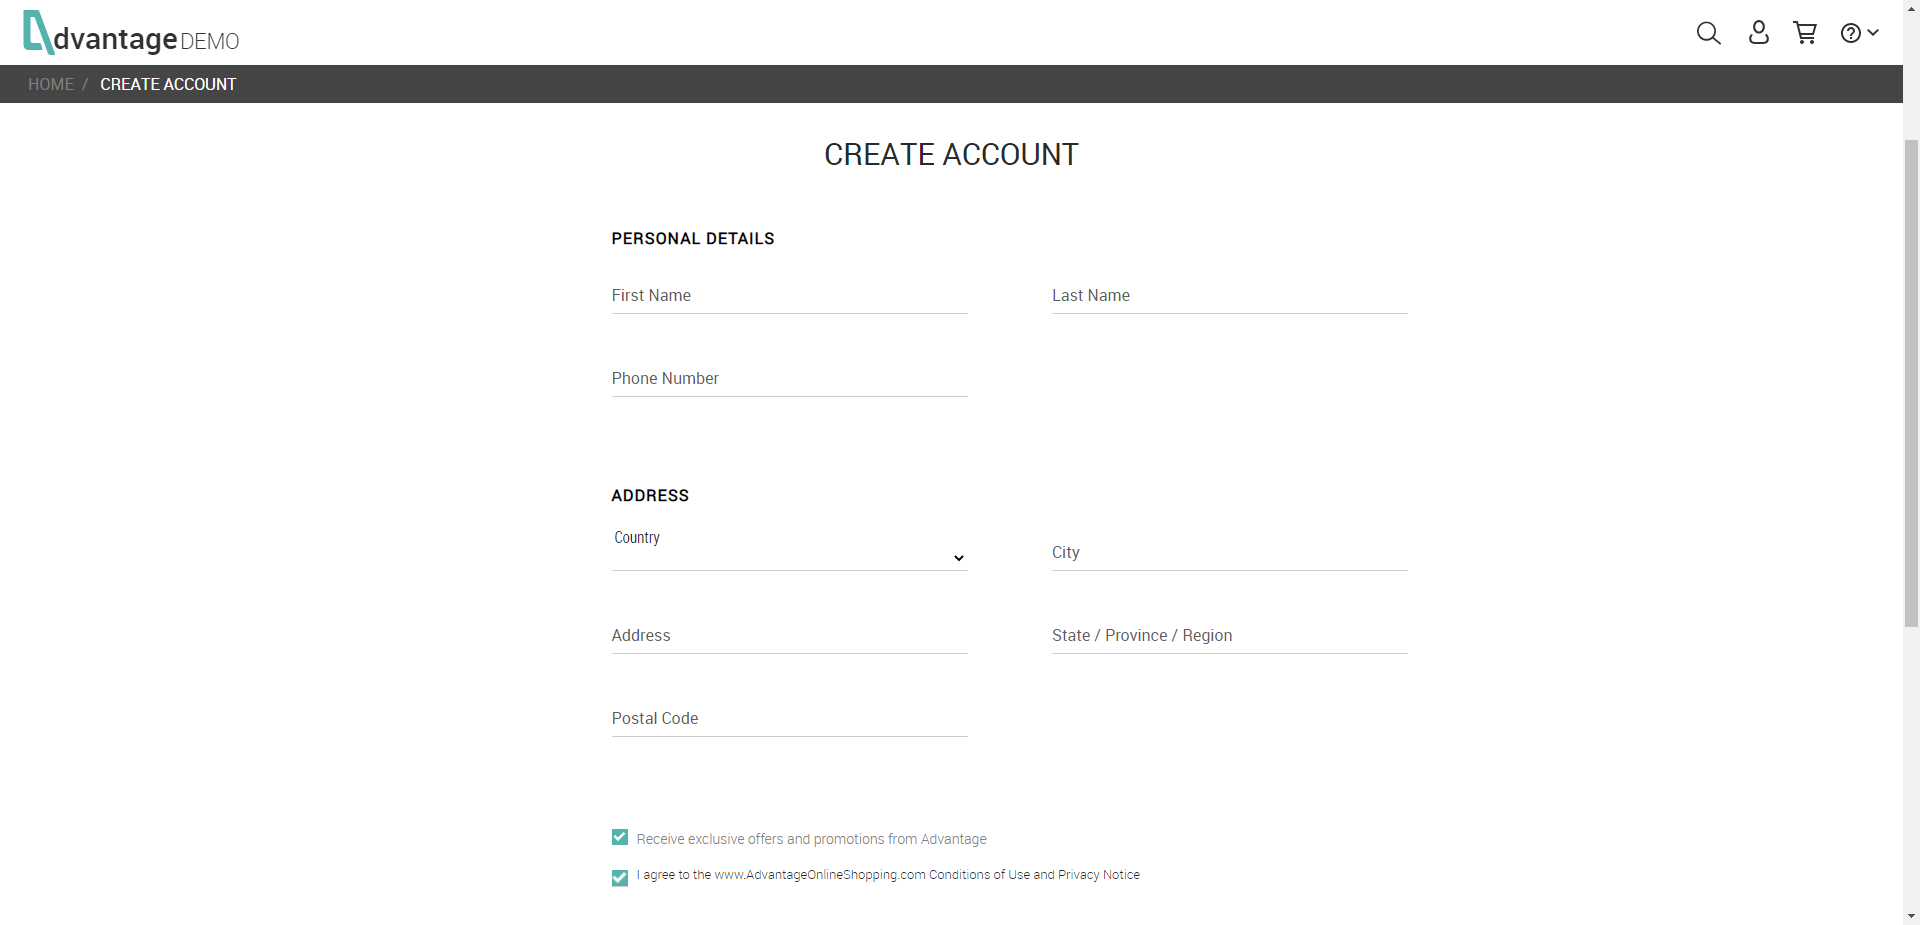 dvantage DEMO
HOME / CREATE ACCOUNT
CREATE ACCOUNT
PERSONAL DETAILS
First Name
Last Name
Phone Number
ADDRESS
Country
City
Address
State / Province / Region
Postal Code
Receive exclusive offers and promotions from Advantage
I agree to the www.AdvantageOnlineShopping.com Conditions of Use and Privacy Notice